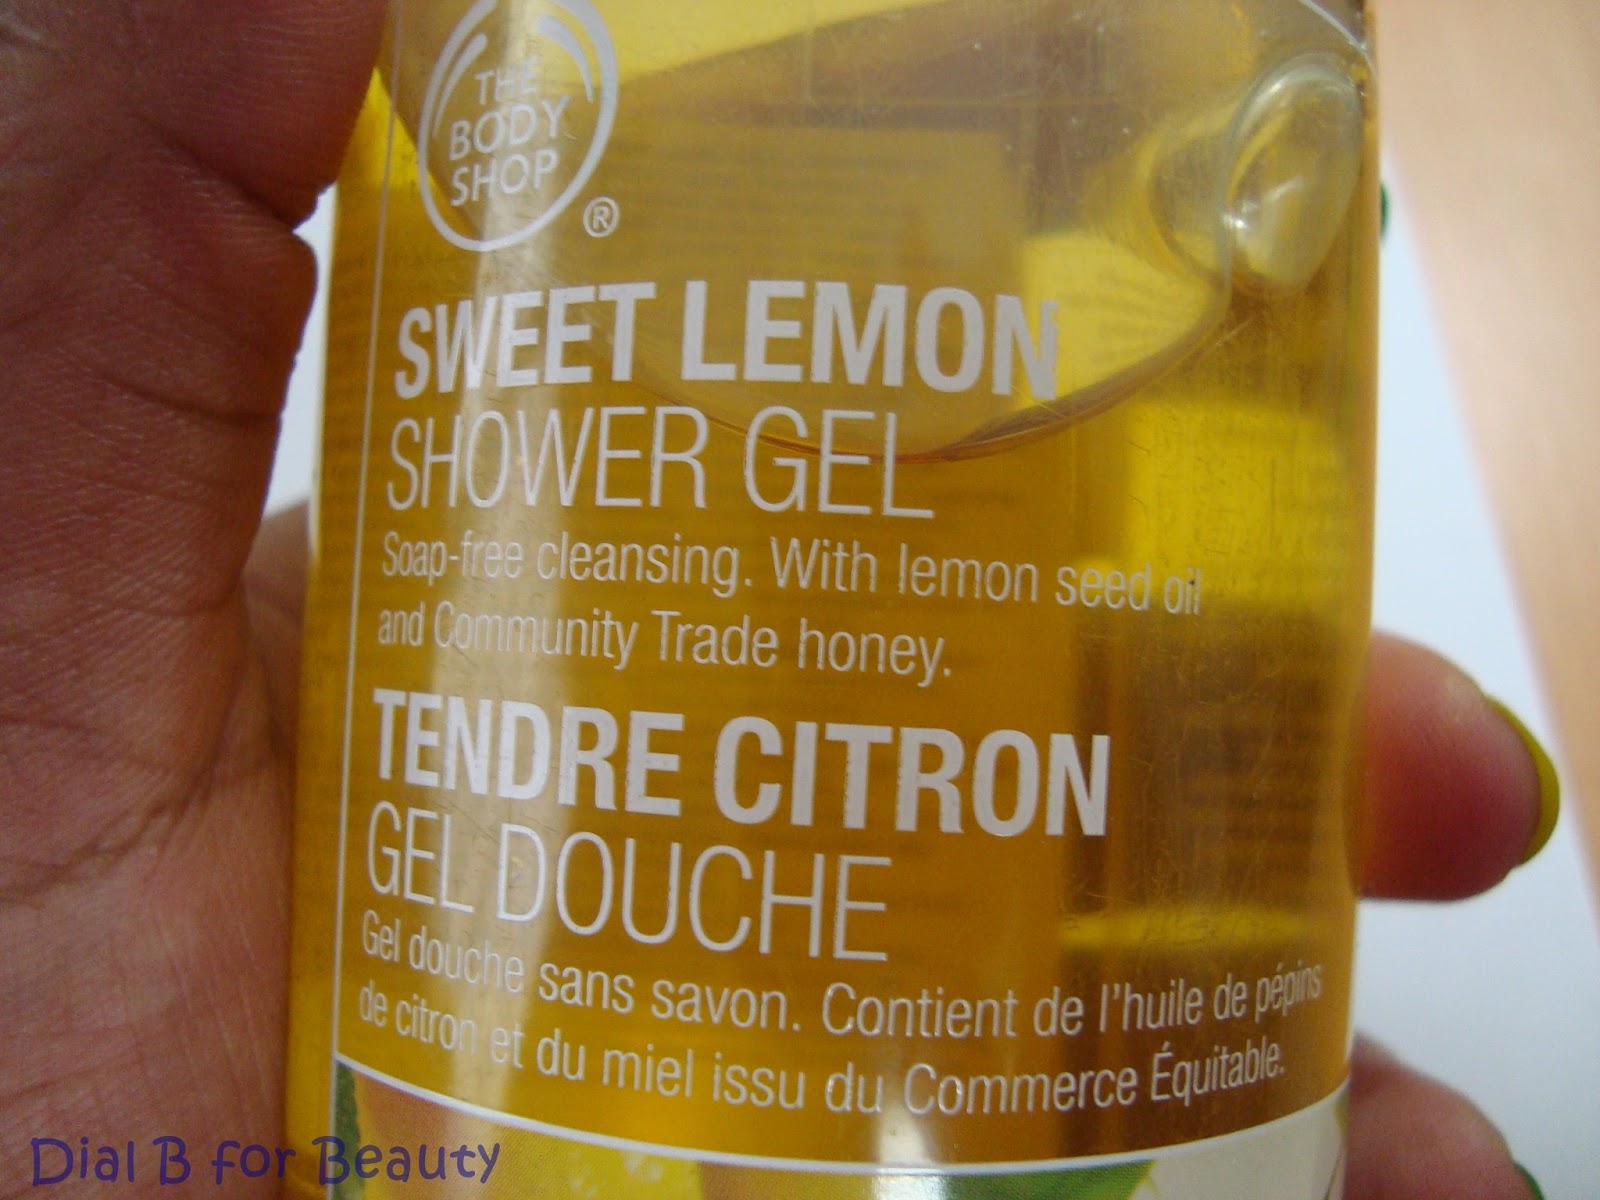 THE
BODY
SHOP
®
SWEET LEMON
SHOWER GEL
Soap-free cleansing. With lemon seed oil
and Community Trade honey.
TENDRE CITRON
GEL DOUCHE
Gel douche sans savon. Contient de l'huile de pépins
de citron et du miel issu du Commerce Équitable.
Dial B for Beauty